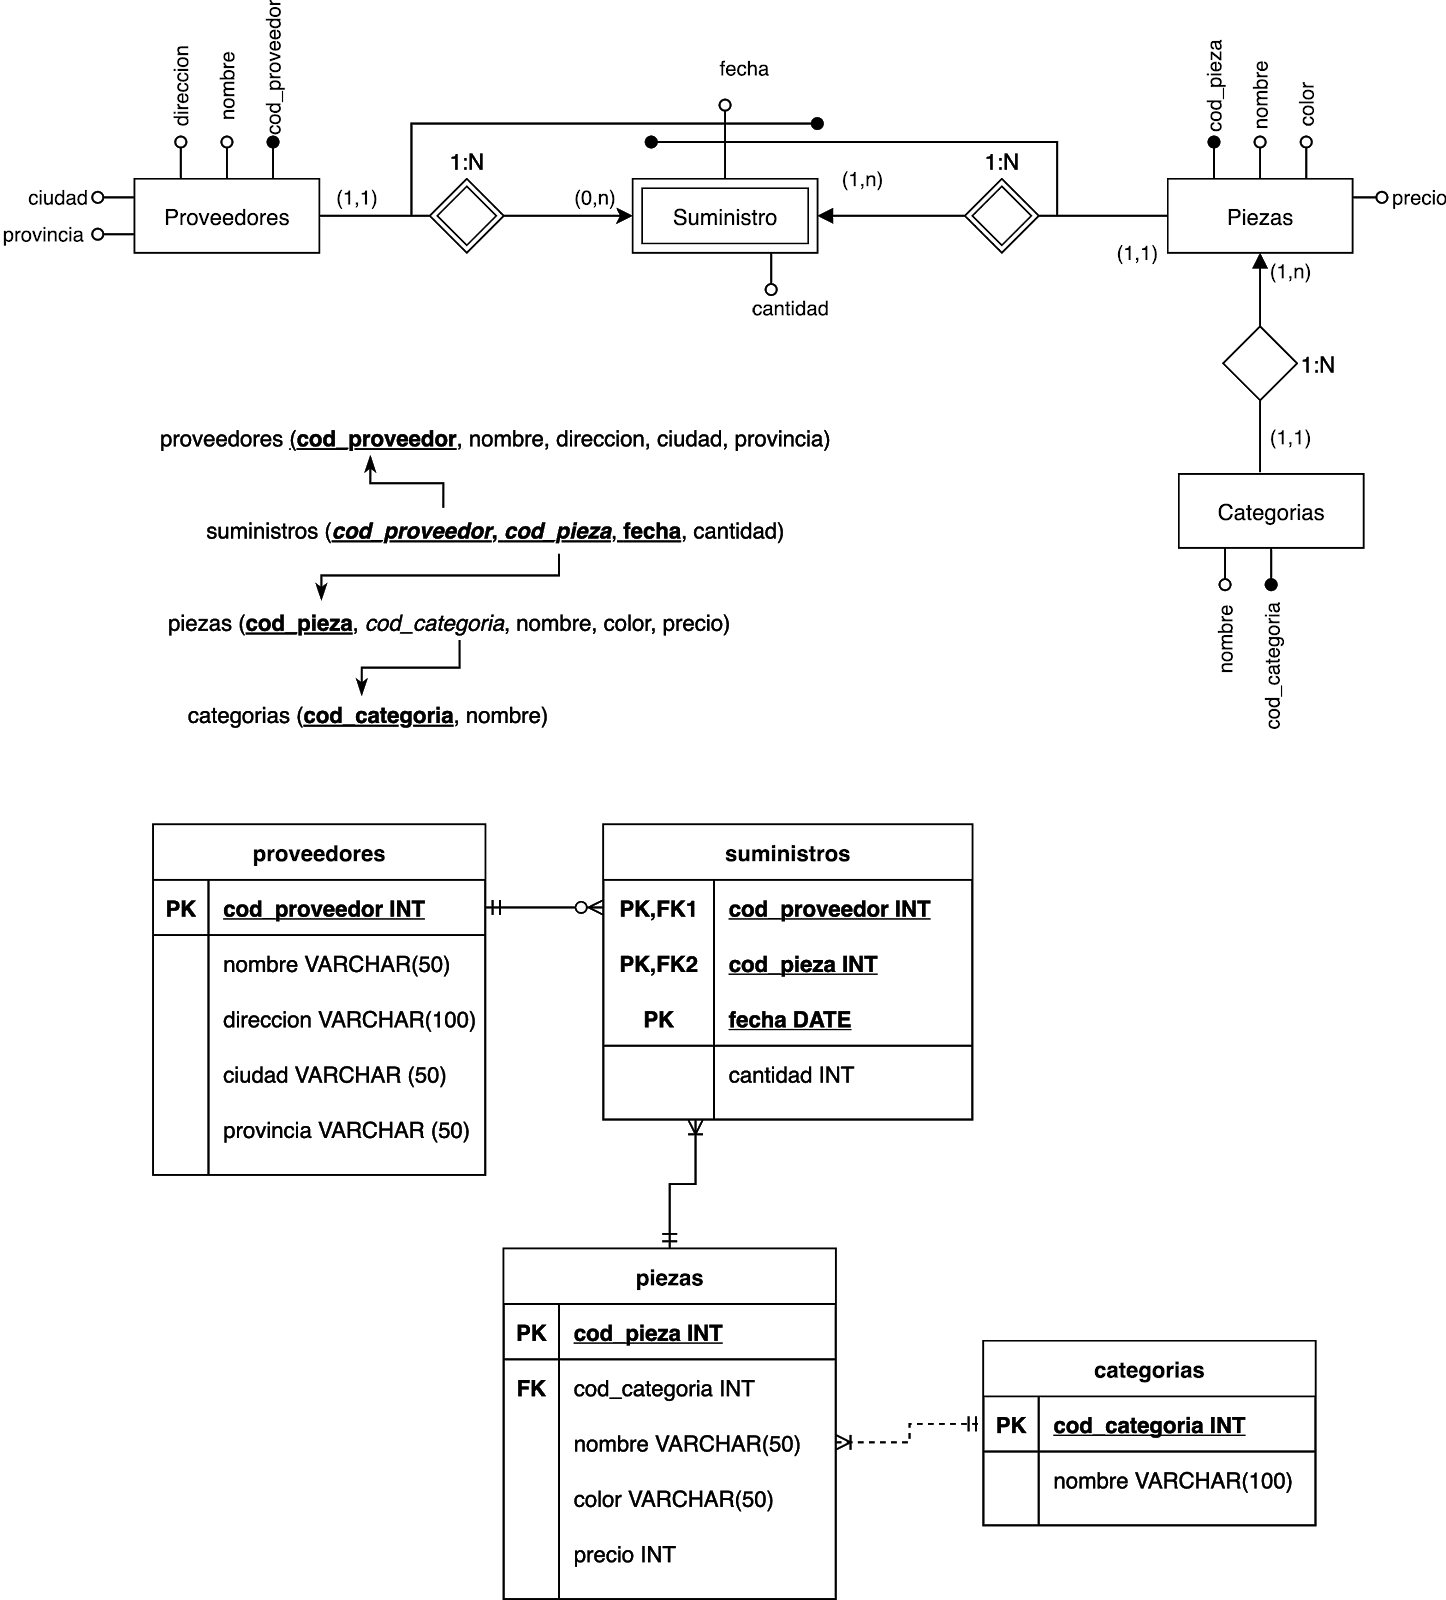 direccion
nombre
cod_proveedor
ciudad
provincia
Proveedores
(1,1)
1:N
(0,n)
fecha
Suministro
cantidad
(1,n)
1:N
(1,1)
cod_pieza
nombre
color
Piezas
precio
(1,n)
1:N
(1,1)
Categorias
nombre
cod_categoria
proveedores (cod_proveedor, nombre, direccion, ciudad, provincia)
suministros (cod_proveedor, cod_pieza, fecha, cantidad)
piezas (cod_pieza, cod_categoria, nombre, color, precio)
categorias (cod_categoria, nombre)
proveedores
PK cod_proveedor INT
nombre VARCHAR(50)
direccion VARCHAR(100)
ciudad VARCHAR (50)
provincia VARCHAR (50)
suministros
PK,FK1 cod_proveedor INT
PK,FK2 cod_pieza INT
PK fecha DATE
cantidad INT
piezas
PK cod_pieza INT
FK cod_categoria INT
nombre VARCHAR(50)
color VARCHAR(50)
precio INT
categorias
PK cod_categoria INT
nombre VARCHAR(100)